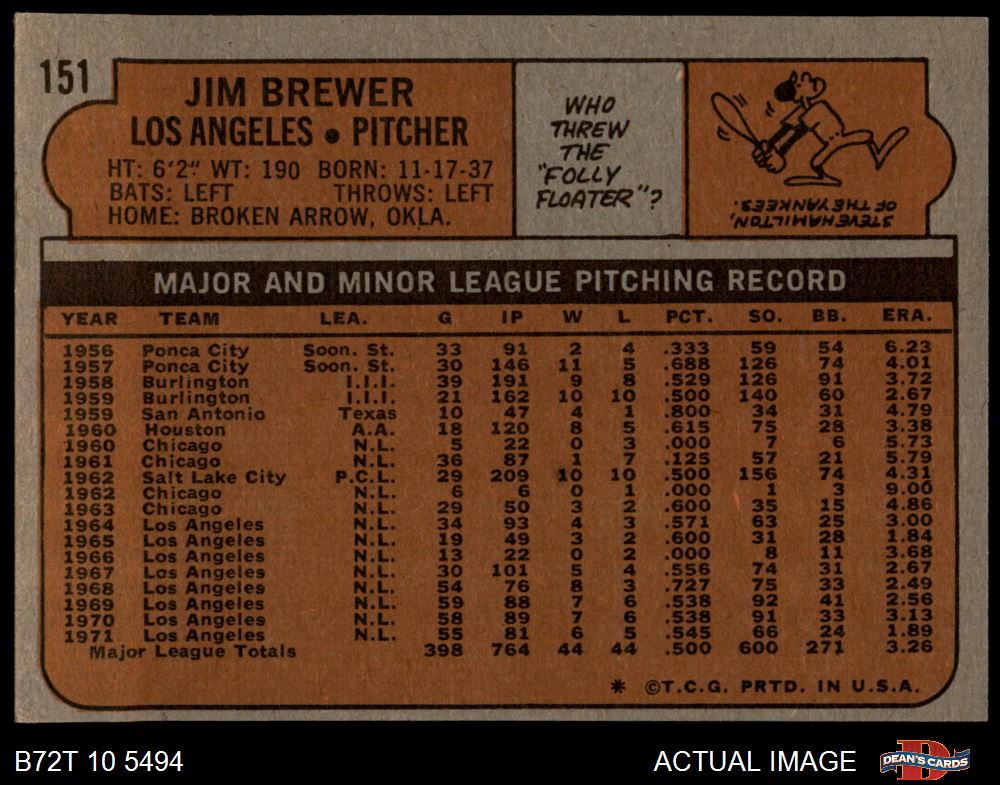 151
JIM BREWER
LOS ANGELES • PITCHER
HT: 6'2" WT: 190 BORN: 11-17-37
BATS: LEFT THROWS: LEFT
HOME: BROKEN ARROW, OKLA.
WHO
THREW
THE
"FOLLY
FLOATER"?
STEVE HAMILTON,
OF THE YANKEES.
MAJOR AND MINOR LEAGUE PITCHING RECORD
YEAR TEAM LEA. G IP W L PCT. SO. BB. ERA.
1956 Ponca City Soon. St. 33 91 2 4 .333 59 54 6.23
1957 Ponca City Soon. St. 30 146 11 5 .688 126 74 4.01
1958 Burlington I.I.I. 39 191 9 8 .529 126 91 3.72
1959 Burlington I.I.I. 21 162 10 10 .500 140 60 2.67
1959 San Antonio Texas 10 47 4 1 .800 34 31 4.79
1960 Houston A.A. 18 120 8 5 .615 75 28 3.38
1960 Chicago N.L. 5 22 0 3 .000 7 6 5.73
1961 Chicago N.L. 36 87 1 7 .125 57 21 5.79
1962 Salt Lake City P.C.L. 29 209 10 10 .500 156 74 4.31
1962 Chicago N.L. 6 6 0 1 .000 1 3 9.00
1963 Chicago N.L. 29 50 3 2 .600 35 15 4.86
1964 Los Angeles N.L. 34 93 4 3 .571 63 25 3.00
1965 Los Angeles N.L. 19 49 3 2 .600 31 28 1.84
1966 Los Angeles N.L. 13 22 0 2 .000 8 11 3.68
1967 Los Angeles N.L. 30 101 5 4 .556 74 31 2.67
1968 Los Angeles N.L. 54 76 8 3 .727 75 33 2.49
1969 Los Angeles N.L. 59 88 7 6 .538 92 41 2.56
1970 Los Angeles N.L. 58 89 7 6 .538 91 33 3.13
1971 Los Angeles N.L. 55 81 6 5 .545 66 24 1.89
Major League Totals 398 764 44 44 .500 600 271 3.26
* ©T.C.G. PRTD. IN U.S.A.
B72T 10 5494 ACTUAL IMAGE D DEAN'S CARDS